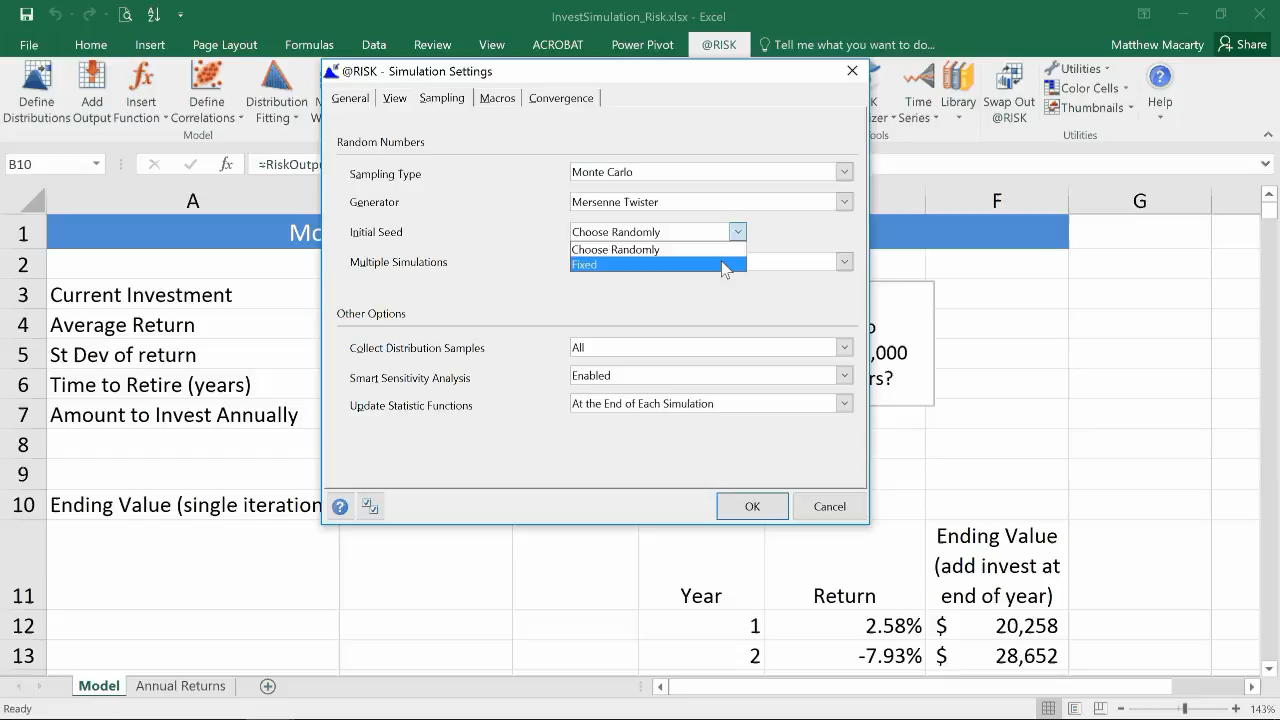 InvestSimulation_Risk.xlsx - Excel
File Home Insert Page Layout Formulas Data Review View ACROBAT Power Pivot @RISK Tell me what you want to do... Matthew Macarty Share
Define Distributions
Add Output
Insert Function
Define Correlations
Distribution Fitting
Time Series
Library
Swap Out @RISK
Utilities
Color Cells
Thumbnails
Help
Model
Utilities
B10
fx
=RiskOutpu
@RISK - Simulation Settings
General View Sampling Macros Convergence
Random Numbers
Sampling Type Monte Carlo
Generator Mersenne Twister
Initial Seed Choose Randomly
Choose Randomly
Fixed
Multiple Simulations
Other Options
Collect Distribution Samples All
Smart Sensitivity Analysis Enabled
Update Statistic Functions At the End of Each Simulation
OK Cancel
A F G
1 Mo
2
3 Current Investment
4 Average Return
5 St Dev of return
6 Time to Retire (years)
7 Amount to Invest Annually
,000
rs?
8
9
10 Ending Value (single iteration
11 Year Return Ending Value (add invest at end of year)
12 1 2.58% $ 20,258
13 2 -7.93% $ 28,652
Model Annual Returns
Ready 143%